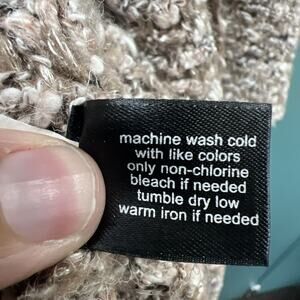 machine wash cold
with like colors
only non-chlorine
bleach if needed
tumble dry low
warm iron if needed